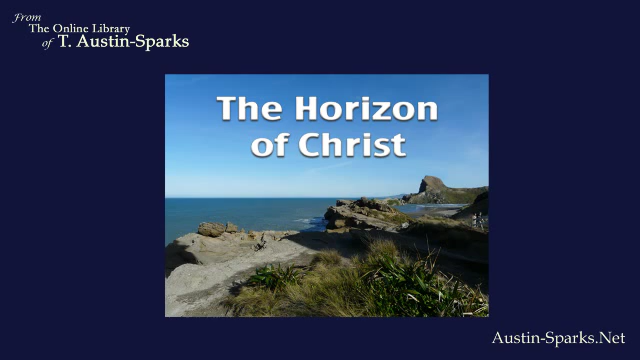 From
The Online Library
of T. Austin-Sparks
The Horizon
of Christ
Austin-Sparks.Net